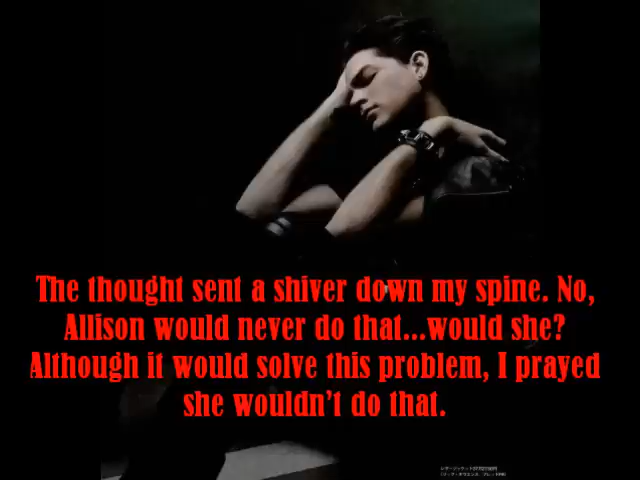 The thought sent a shiver down my spine. No,
Allison would never do that...would she?
Although it would solve this problem, I prayed
she wouldn't do that.